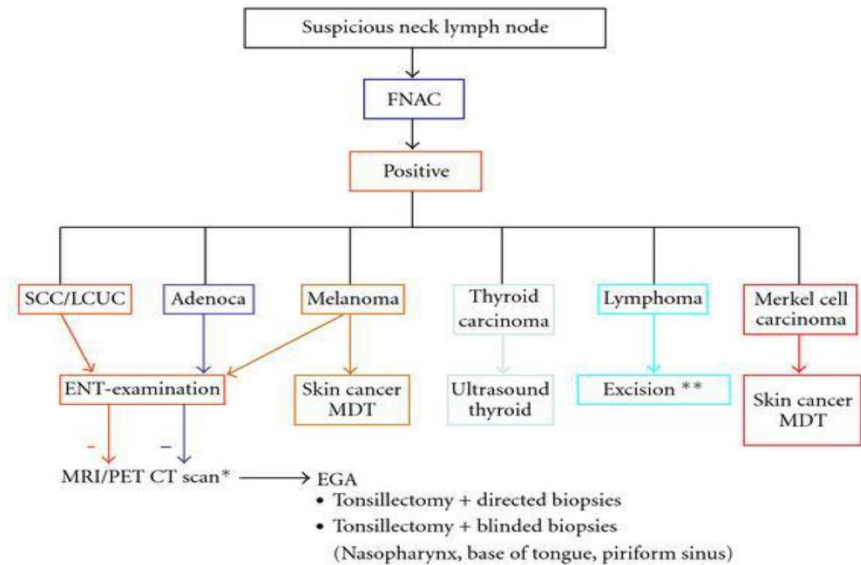 Suspicious neck lymph node
FNAC
Positive
SCC/LCUC
Adenoca
Melanoma
Thyroid
carcinoma
Lymphoma
Merkel cell
carcinoma
ENT-examination
Skin cancer
MDT
Ultrasound
thyroid
Excision **
Skin cancer
MDT
– –
MRI/PET CT scan*
EGA
• Tonsillectomy + directed biopsies
• Tonsillectomy + blinded biopsies
(Nasopharynx, base of tongue, piriform sinus)